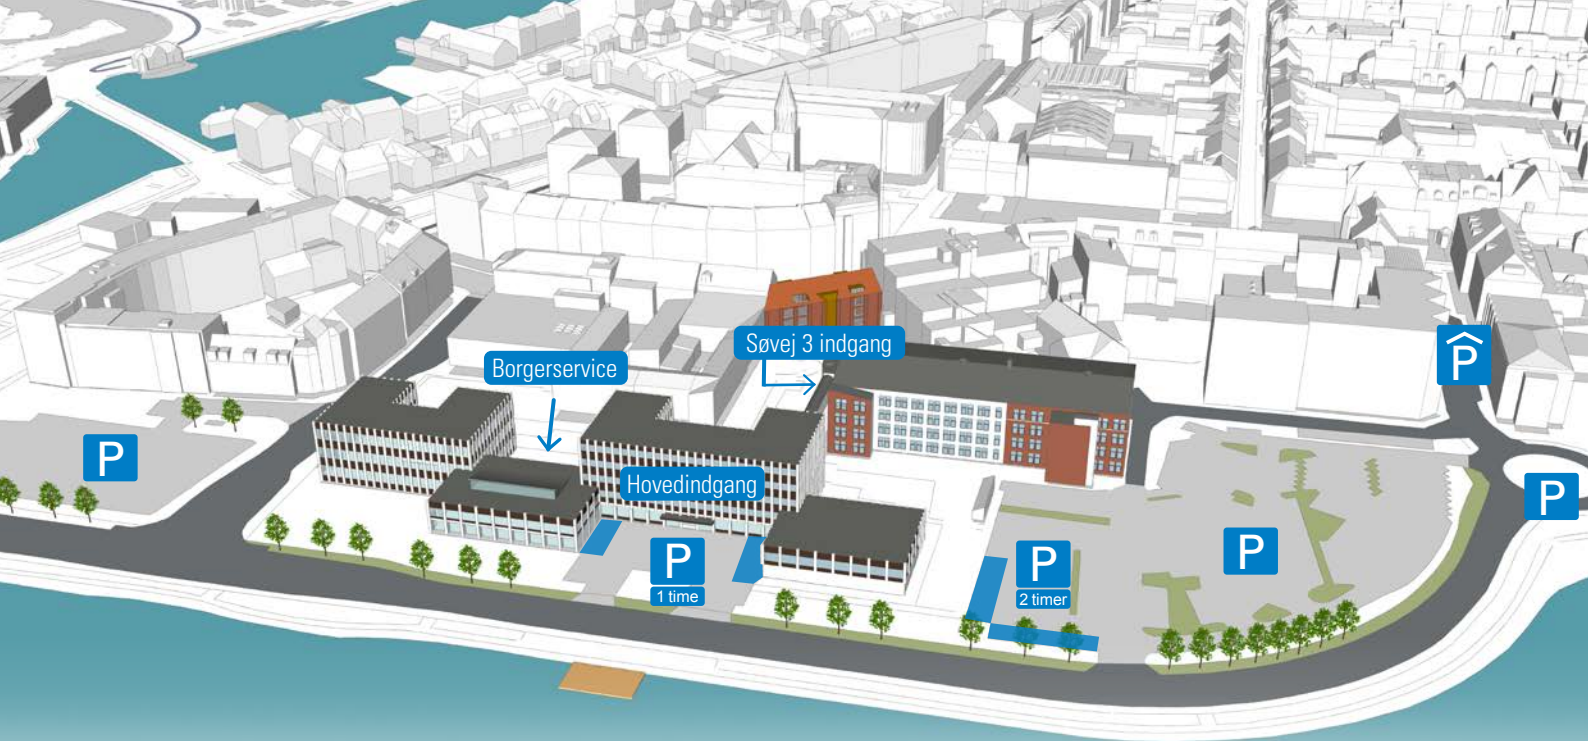 Søvej 3 indgang
Borgerservice
Hovedindgang
P
P
P
P
1 time
P
2 timer
P